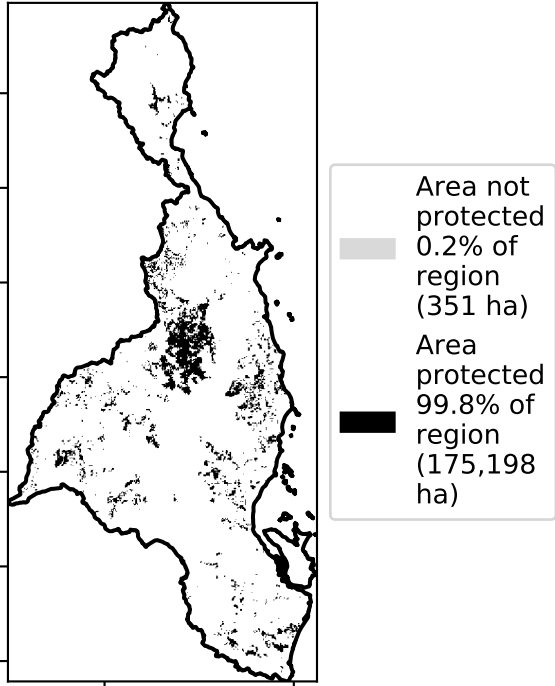 Area not
protected
0.2% of
region
(351 ha)
Area
protected
99.8% of
region
(175,198
ha)